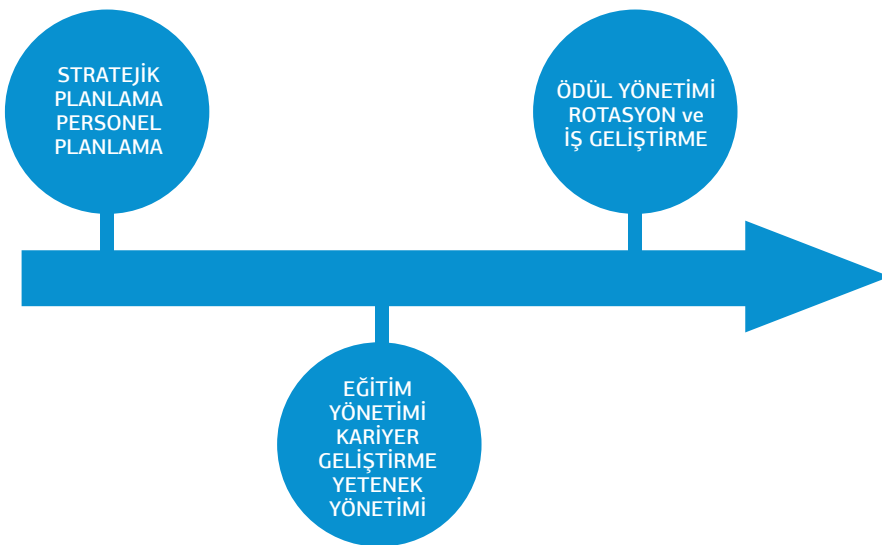 STRATEJİK
PLANLAMA
PERSONEL
PLANLAMA
EĞİTİM
YÖNETİMİ
KARİYER
GELİŞTİRME
YETENEK
YÖNETİMİ
ÖDÜL YÖNETİMİ
ROTASYON ve
İŞ GELİŞTİRME